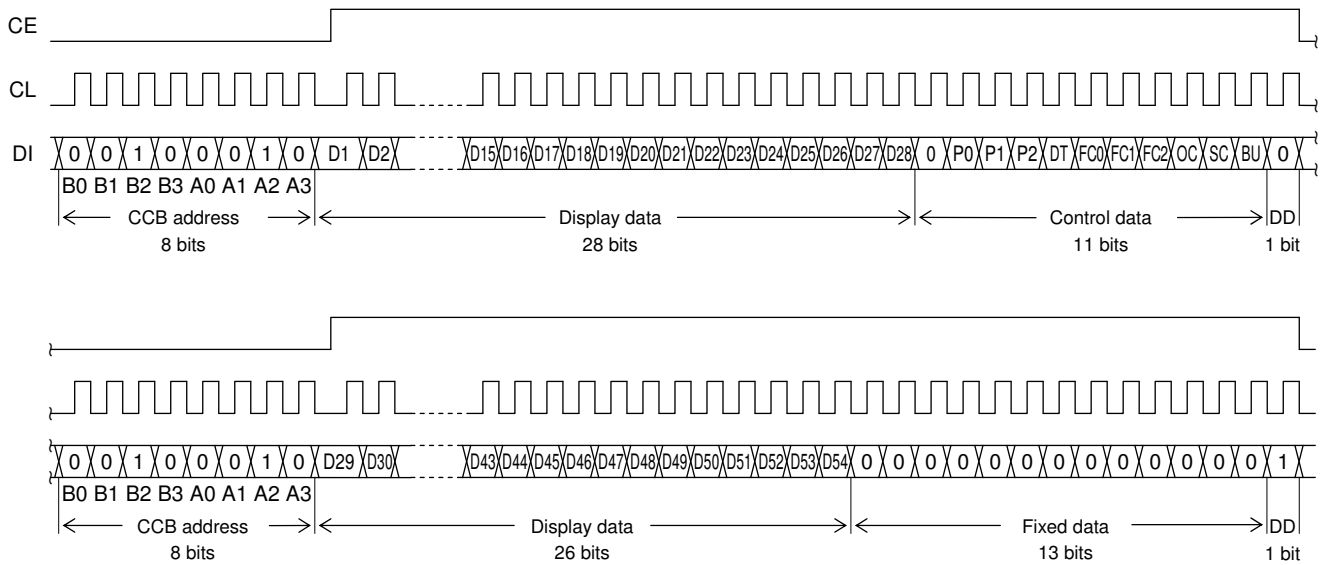 CE
CL
DI 0 0 1 0 0 0 1 0 D1 D2 D15 D16 D17 D18 D19 D20 D21 D22 D23 D24 D25 D26 D27 D28 0 P0 P1 P2 DT FC0 FC1 FC2 OC SC BU 0
B0 B1 B2 B3 A0 A1 A2 A3
CCB address Display data Control data DD
8 bits 28 bits 11 bits 1 bit
0 0 1 0 0 0 1 0 D29 D30 D43 D44 D45 D46 D47 D48 D49 D50 D51 D52 D53 D54 0 0 0 0 0 0 0 0 0 0 0 0 0 1
B0 B1 B2 B3 A0 A1 A2 A3
CCB address Display data Fixed data DD
8 bits 26 bits 13 bits 1 bit